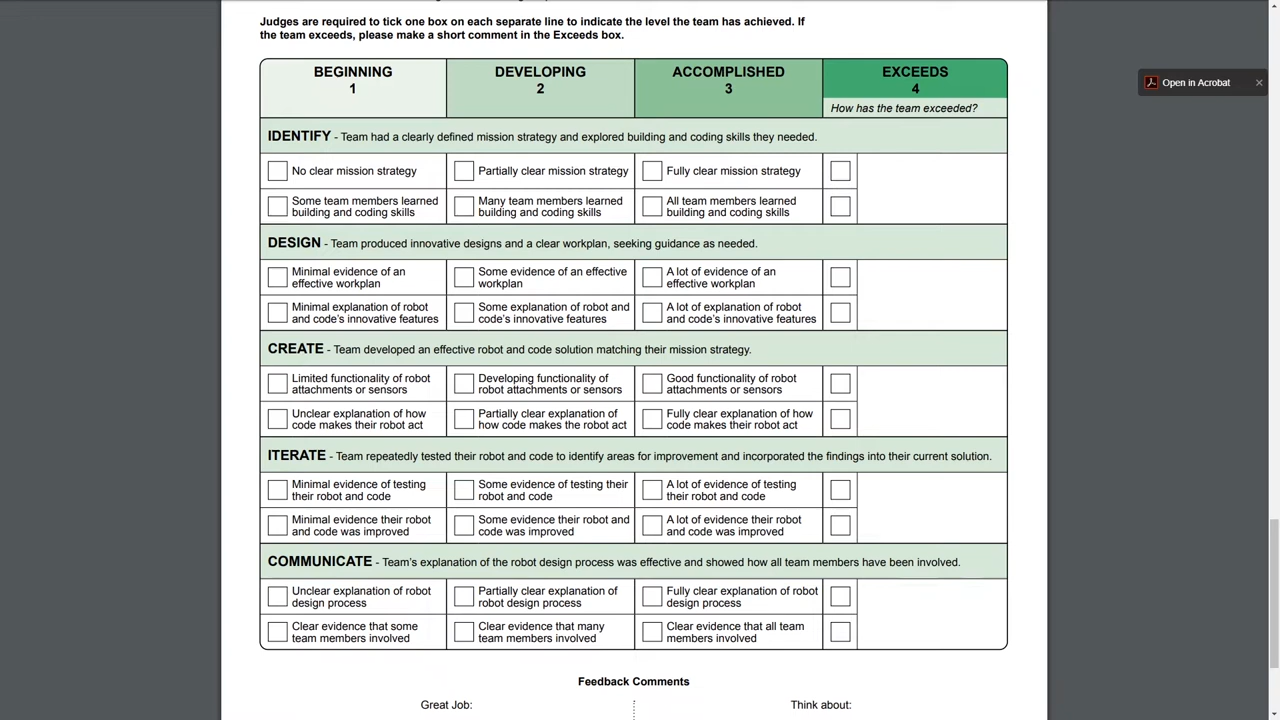 Judges are required to tick one box on each separate line to indicate the level the team has achieved. If
the team exceeds, please make a short comment in the Exceeds box.
BEGINNING
1
DEVELOPING
2
ACCOMPLISHED
3
EXCEEDS
4
How has the team exceeded?
Open in Acrobat
IDENTIFY - Team had a clearly defined mission strategy and explored building and coding skills they needed.
No clear mission strategy
Partially clear mission strategy
Fully clear mission strategy
Some team members learned
building and coding skills
Many team members learned
building and coding skills
All team members learned
building and coding skills
DESIGN - Team produced innovative designs and a clear workplan, seeking guidance as needed.
Minimal evidence of an
effective workplan
Some evidence of an effective
workplan
A lot of evidence of an
effective workplan
Minimal explanation of robot
and code's innovative features
Some explanation of robot and
code's innovative features
A lot of explanation of robot
and code's innovative features
CREATE - Team developed an effective robot and code solution matching their mission strategy.
Limited functionality of robot
attachments or sensors
Developing functionality of
robot attachments or sensors
Good functionality of robot
attachments or sensors
Unclear explanation of how
code makes their robot act
Partially clear explanation of
how code makes the robot act
Fully clear explanation of how
code makes their robot act
ITERATE - Team repeatedly tested their robot and code to identify areas for improvement and incorporated the findings into their current solution.
Minimal evidence of testing
their robot and code
Some evidence of testing their
robot and code
A lot of evidence of testing
their robot and code
Minimal evidence their robot
and code was improved
Some evidence their robot and
code was improved
A lot of evidence their robot
and code was improved
COMMUNICATE - Team's explanation of the robot design process was effective and showed how all team members have been involved.
Unclear explanation of robot
design process
Partially clear explanation of
robot design process
Fully clear explanation of robot
design process
Clear evidence that some
team members involved
Clear evidence that many
team members involved
Clear evidence that all team
members involved
Feedback Comments
Great Job:
Think about: